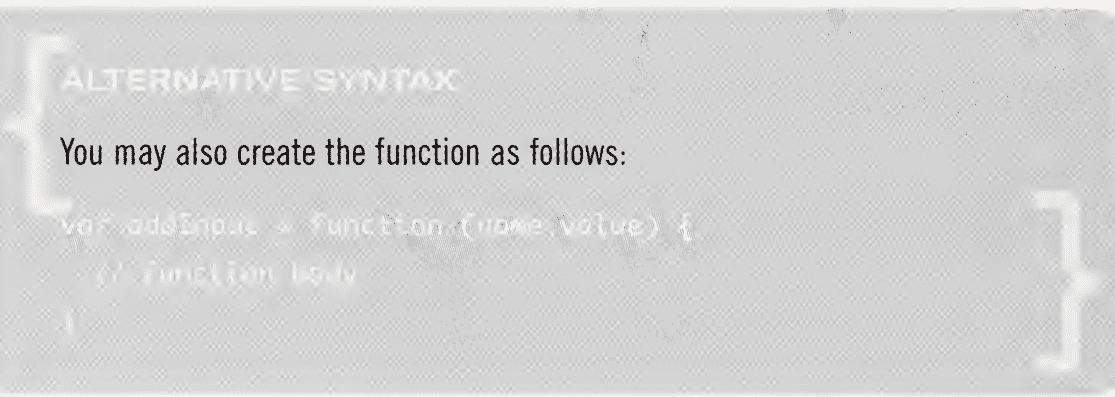 ALTERNATIVE SYNTAX
You may also create the function as follows:
var addInput = function (name,value) {
// function body
}